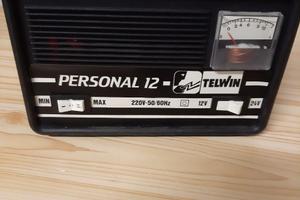 PERSONAL 12 TELWIN
MIN MAX 220V-50/60Hz 12V 24V